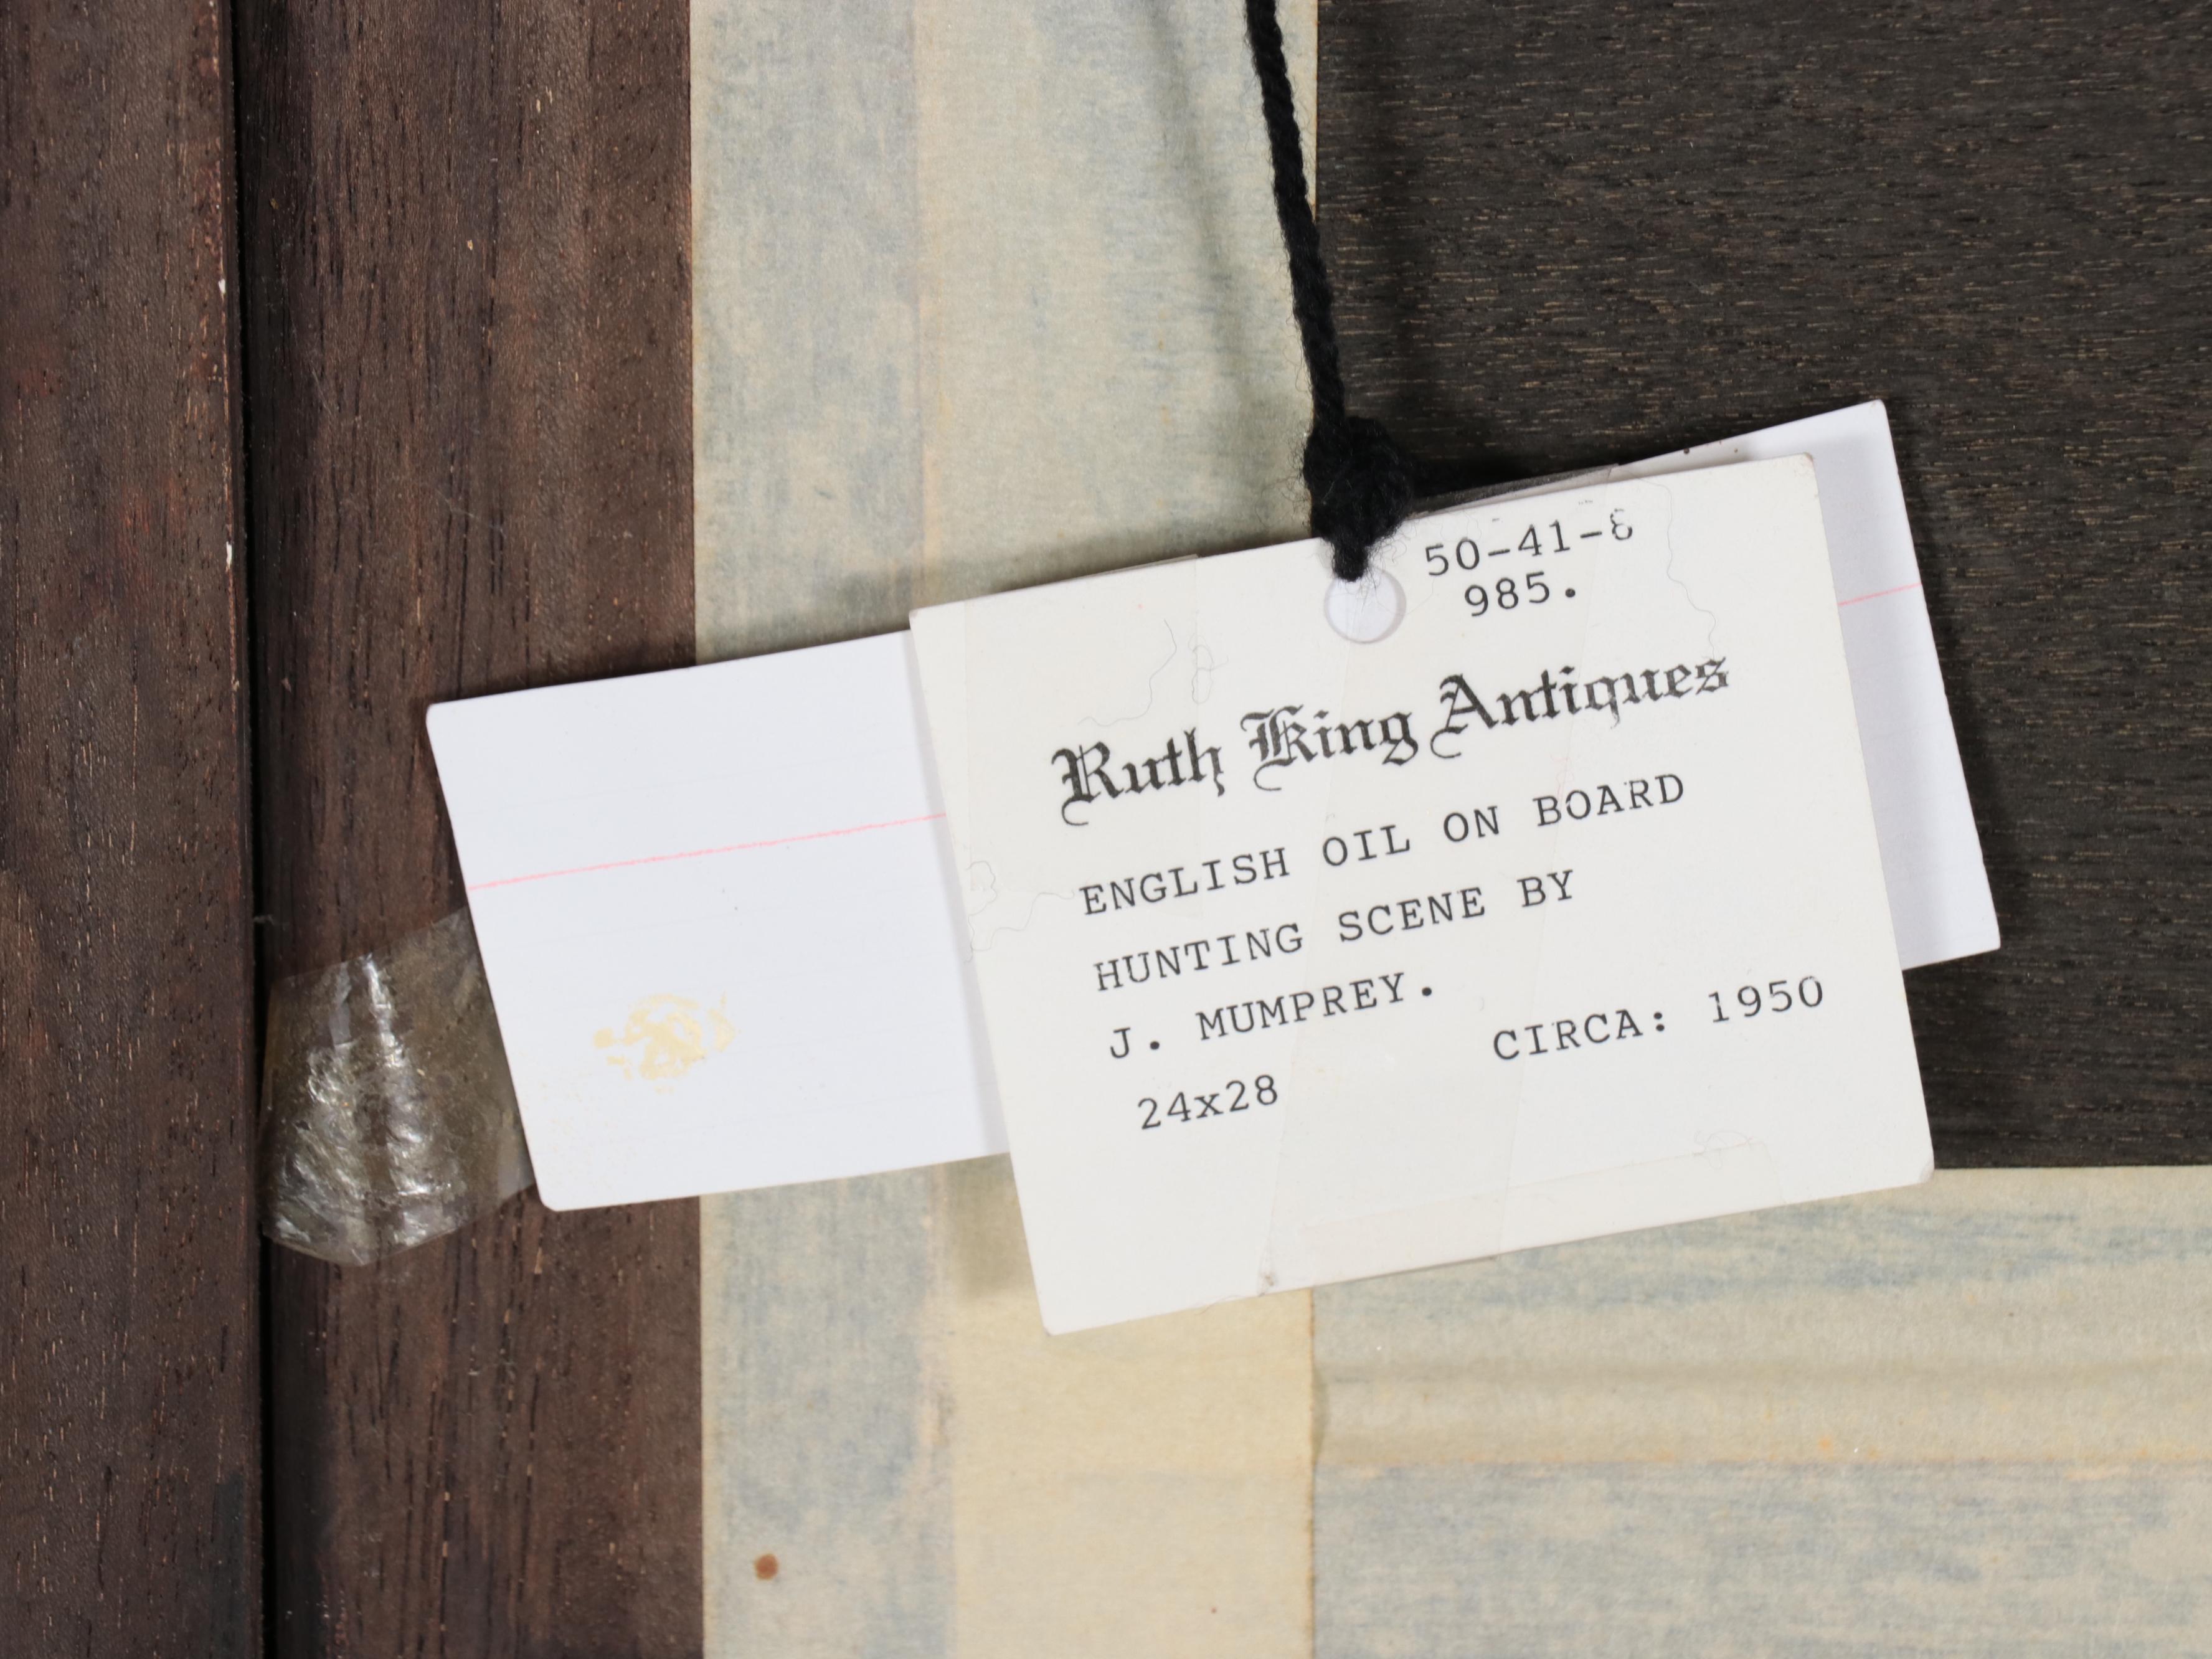 50-41-8
985.
Ruth King Antiques
ENGLISH OIL ON BOARD
HUNTING SCENE BY
J. MUMPREY.
CIRCA: 1950
24x28